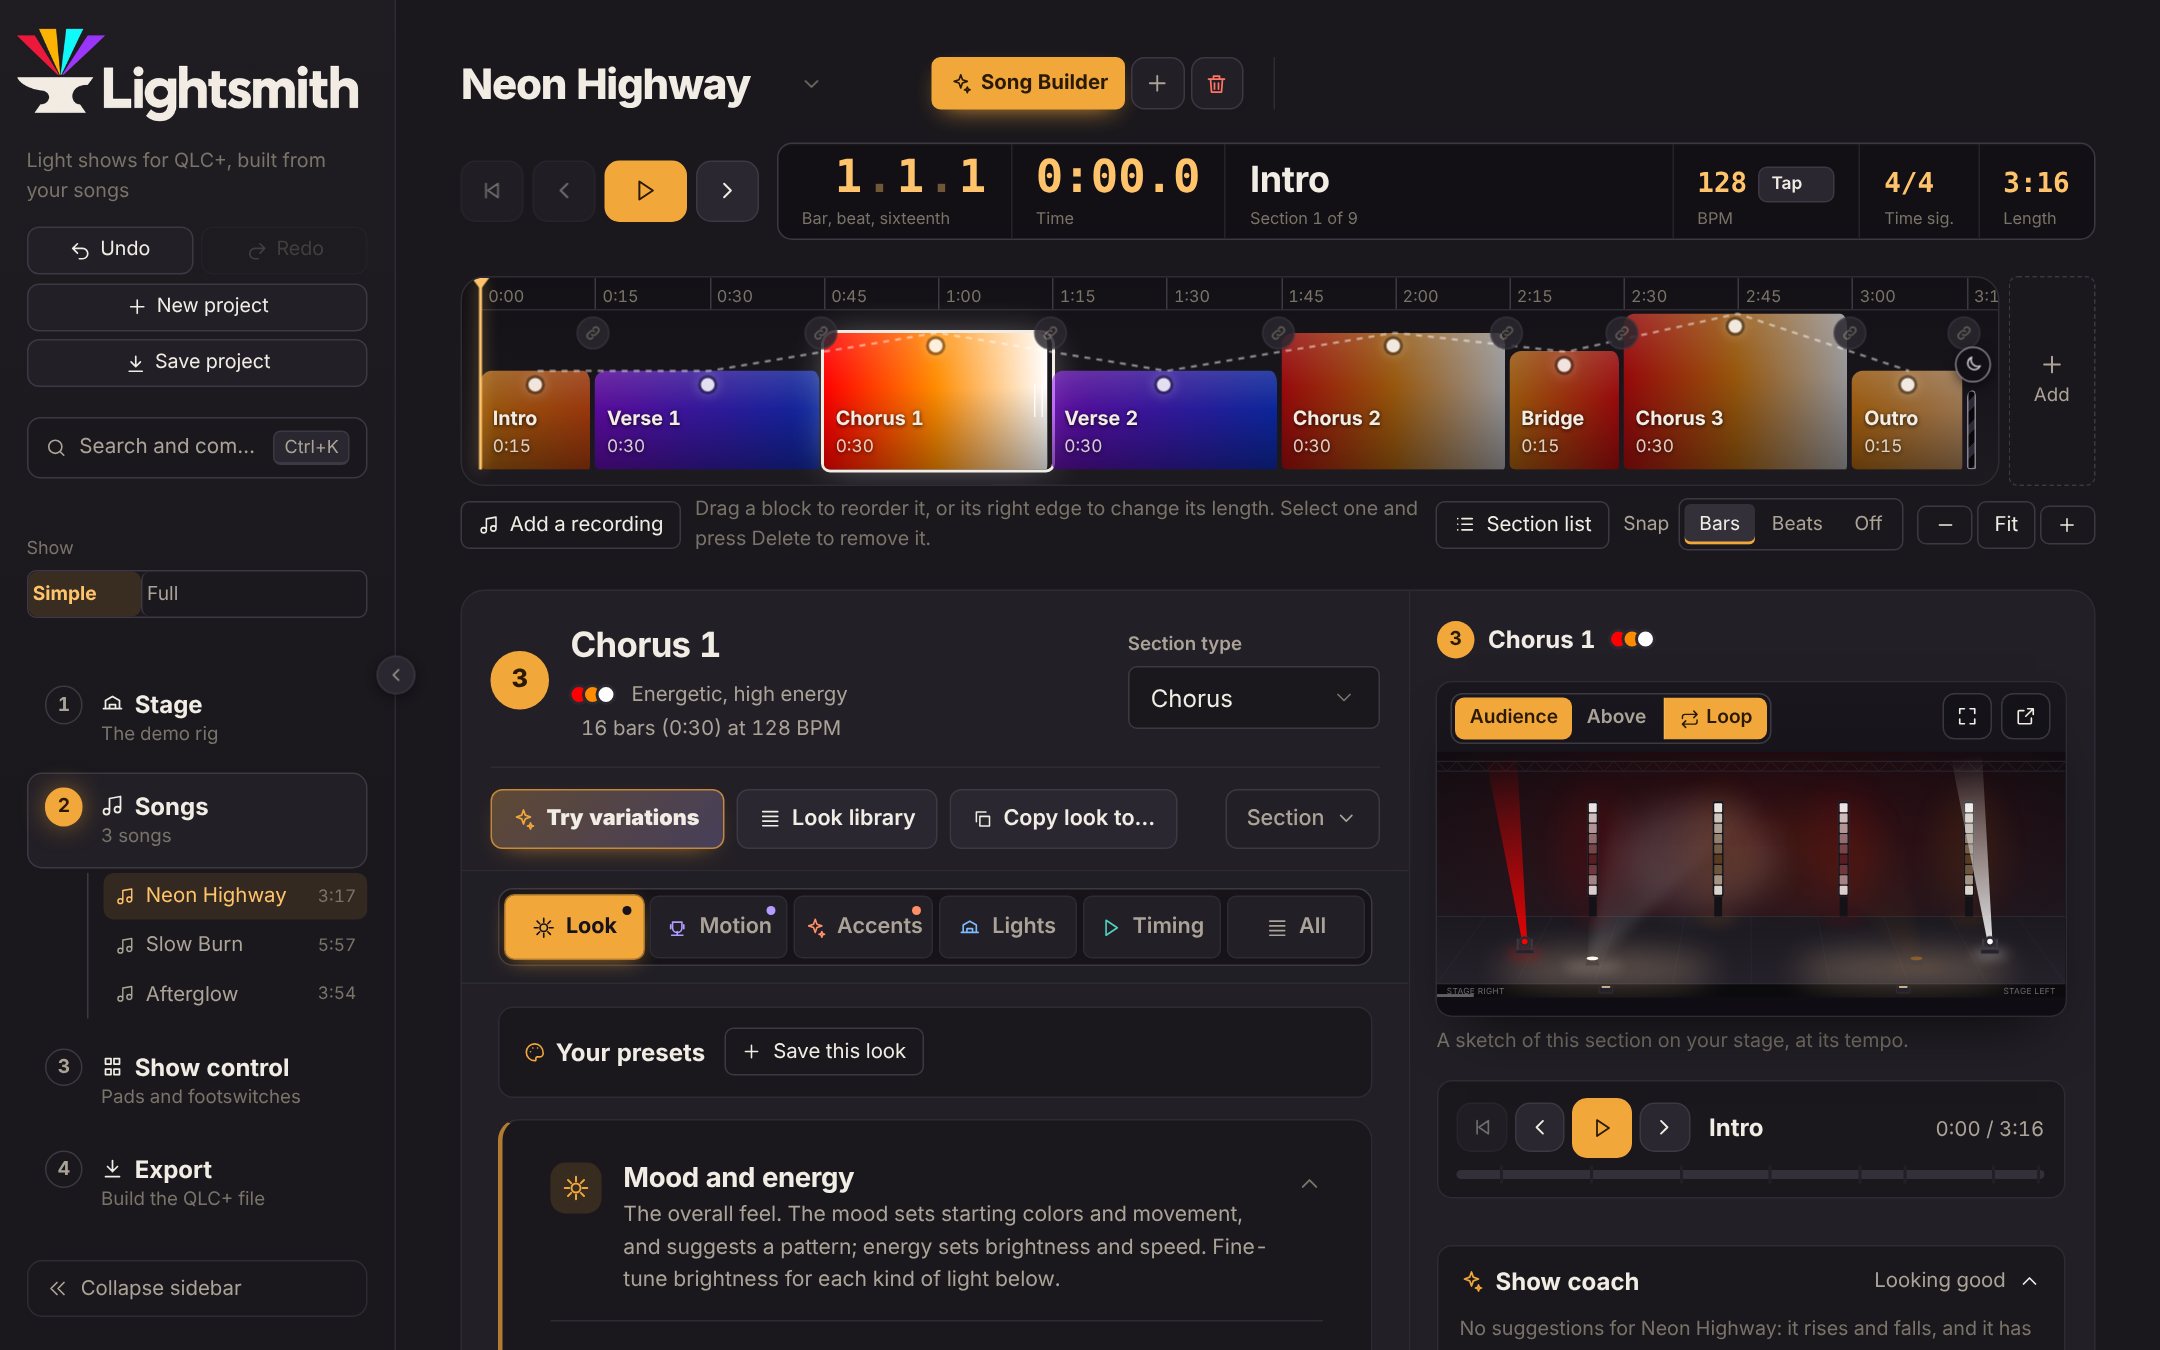 Lightsmith
Light shows for QLC+, built from
your songs
Undo
Redo
New project
Save project
Search and com...
Ctrl+K
Show
Simple
Full
1
Stage
The demo rig
2
Songs
3 songs
Neon Highway
3:17
Slow Burn
5:57
Afterglow
3:54
3
Show control
Pads and footswitches
4
Export
Build the QLC+ file
Collapse sidebar
Neon Highway
Song Builder
1.1.1
Bar, beat, sixteenth
0:00.0
Time
Intro
Section 1 of 9
128
BPM
Tap
4/4
Time sig.
3:16
Length
0:00
0:15
0:30
0:45
1:00
1:15
1:30
1:45
2:00
2:15
2:30
2:45
3:00
3:1
Intro
0:15
Verse 1
0:30
Chorus 1
0:30
Verse 2
0:30
Chorus 2
0:30
Bridge
0:15
Chorus 3
0:30
Outro
0:15
Add
Add a recording
Drag a block to reorder it, or its right edge to change its length. Select one and
press Delete to remove it.
Section list
Snap
Bars
Beats
Off
Fit
3
Chorus 1
Energetic, high energy
16 bars (0:30) at 128 BPM
Section type
Chorus
Try variations
Look library
Copy look to...
Section
Look
Motion
Accents
Lights
Timing
All
Your presets
Save this look
Mood and energy
The overall feel. The mood sets starting colors and movement,
and suggests a pattern; energy sets brightness and speed. Fine-
tune brightness for each kind of light below.
3
Chorus 1
Audience
Above
Loop
STAGE RIGHT
STAGE LEFT
A sketch of this section on your stage, at its tempo.
Intro
0:00 / 3:16
Show coach
Looking good
No suggestions for Neon Highway: it rises and falls, and it has